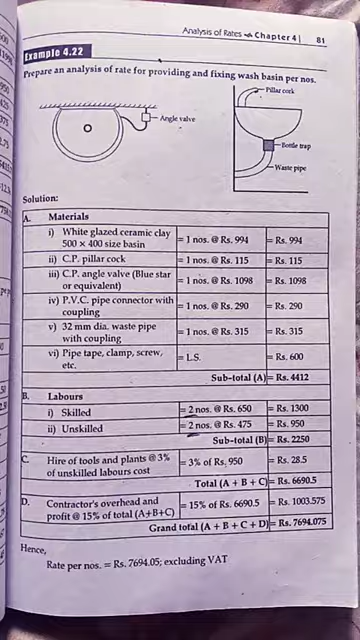 Analysis of Rates Chapter 4 | 81
Example 4.22
Prepare an analysis of rate for providing and fixing wash basin per nos.
Pillar cork
Angle valve
Bottle trap
Waste pipe
Solution:
A. Materials
i) White glazed ceramic clay 500 × 400 size basin = 1 nos. @ Rs. 994 = Rs. 994
ii) C.P. pillar cock = 1 nos. @ Rs. 115 = Rs. 115
iii) C.P. angle valve (Blue star or equivalent) = 1 nos. @ Rs. 1098 = Rs. 1098
iv) P.V.C. pipe connector with coupling = 1 nos. @ Rs. 290 = Rs. 290
v) 32 mm dia. waste pipe with coupling = 1 nos. @ Rs. 315 = Rs. 315
vi) Pipe tape, clamp, screw, etc. = L.S. = Rs. 600
Sub-total (A) = Rs. 4412
B. Labours
i) Skilled = 2 nos. @ Rs. 650 = Rs. 1300
ii) Unskilled = 2 nos. @ Rs. 475 = Rs. 950
Sub-total (B) = Rs. 2250
C. Hire of tools and plants @ 3% of unskilled labours cost = 3% of Rs. 950 = Rs. 28.5
Total (A + B + C) = Rs. 6690.5
D. Contractor's overhead and profit @ 15% of total (A+B+C) = 15% of Rs. 6690.5 = Rs. 1003.575
Grand total (A + B + C + D) = Rs. 7694.075
Hence,
Rate per nos. = Rs. 7694.05; excluding VAT